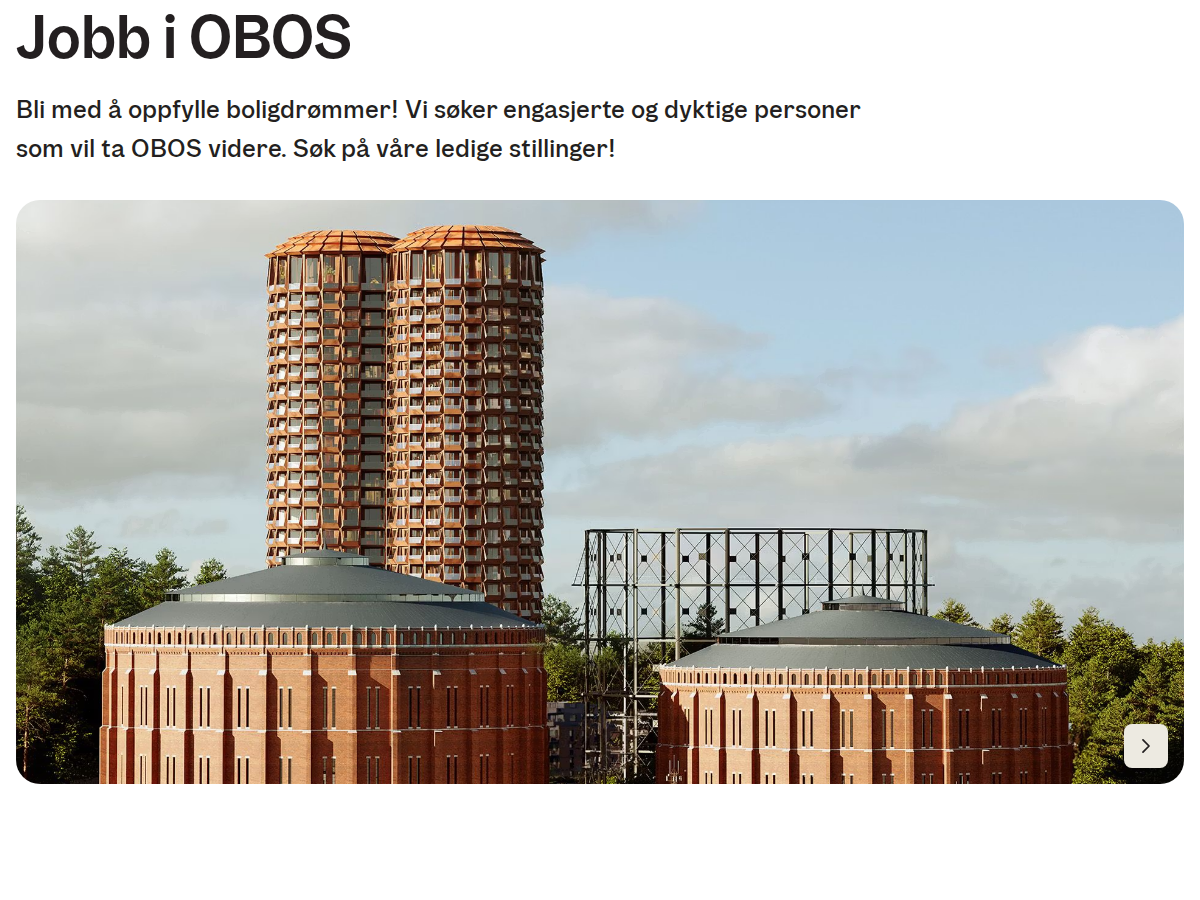 Jobb i OBOS
Bli med å oppfylle boligdrømmer! Vi søker engasjerte og dyktige personer
som vil ta OBOS videre. Søk på våre ledige stillinger!